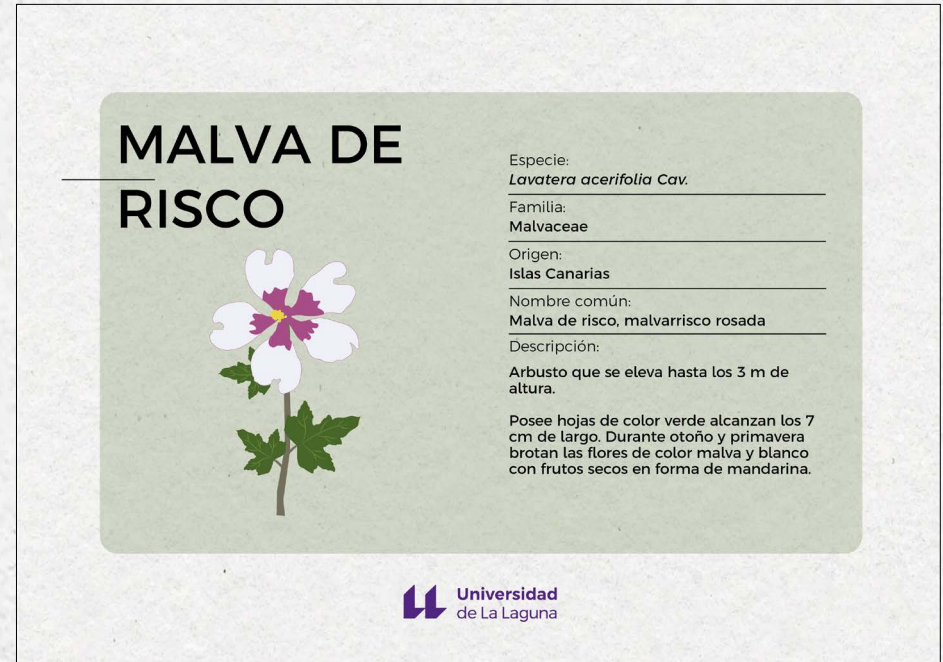 MALVA DE
RISCO
Especie:
Lavatera acerifolia Cav.
Familia:
Malvaceae
Origen:
Islas Canarias
Nombre común:
Malva de risco, malvarrisco rosada
Descripción:
Arbusto que se eleva hasta los 3 m de
altura.
Posee hojas de color verde alcanzan los 7
cm de largo. Durante otoño y primavera
brotan las flores de color malva y blanco
con frutos secos en forma de mandarina.
Universidad
de La Laguna